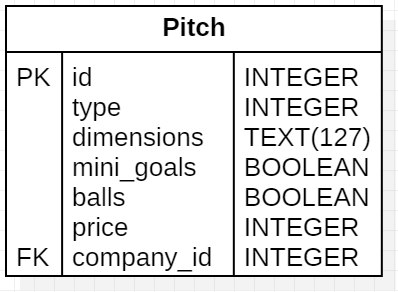 Pitch
PK id INTEGER
type INTEGER
dimensions TEXT(127)
mini_goals BOOLEAN
balls BOOLEAN
price INTEGER
FK company_id INTEGER